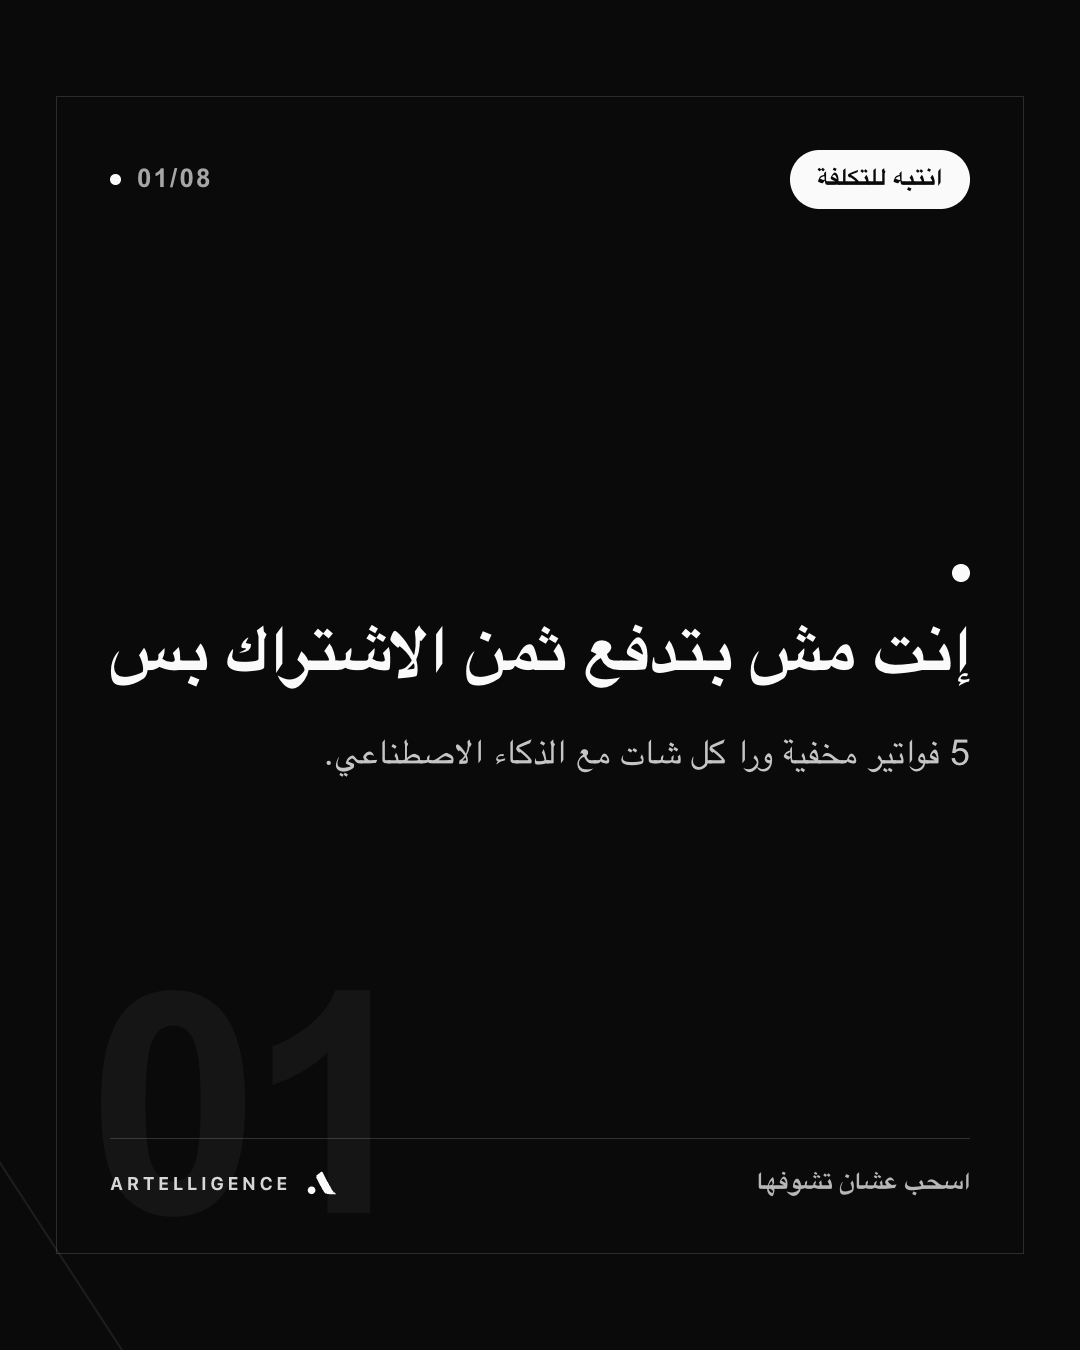 انتبه للتكلفة
01/08
إنت مش بتدفع ثمن الاشتراك بس
5 فواتير مخفية ورا كل شات مع الذكاء الاصطناعي.
01
اسحب عشان تشوفها
ARTELLIGENCE